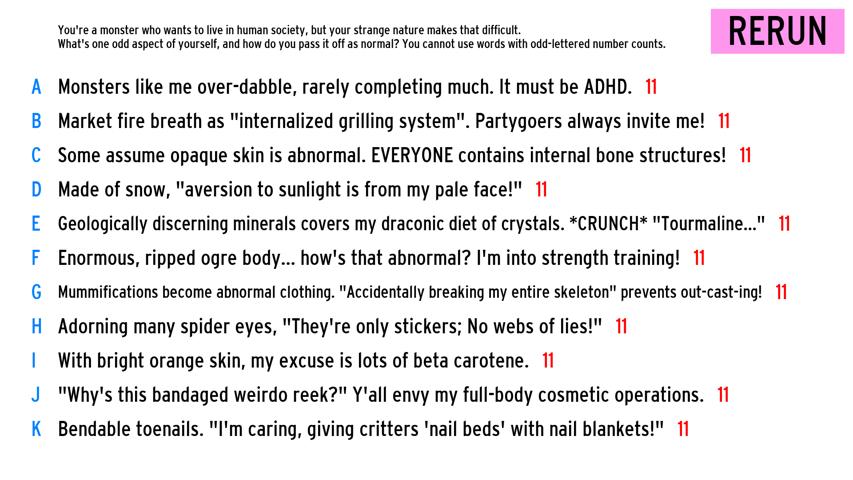 You're a monster who wants to live in human society, but your strange nature makes that difficult.
What's one odd aspect of yourself, and how do you pass it off as normal? You cannot use words with odd-lettered number counts.
RERUN
A Monsters like me over-dabble, rarely completing much. It must be ADHD. 11
B Market fire breath as "internalized grilling system". Partygoers always invite me! 11
C Some assume opaque skin is abnormal. EVERYONE contains internal bone structures! 11
D Made of snow, "aversion to sunlight is from my pale face!" 11
E Geologically discerning minerals covers my draconic diet of crystals. *CRUNCH* "Tourmaline..." 11
F Enormous, ripped ogre body... how's that abnormal? I'm into strength training! 11
G Mummifications become abnormal clothing. "Accidentally breaking my entire skeleton" prevents out-cast-ing! 11
H Adorning many spider eyes, "They're only stickers; No webs of lies!" 11
I With bright orange skin, my excuse is lots of beta carotene. 11
J "Why's this bandaged weirdo reek?" Y'all envy my full-body cosmetic operations. 11
K Bendable toenails. "I'm caring, giving critters 'nail beds' with nail blankets!" 11